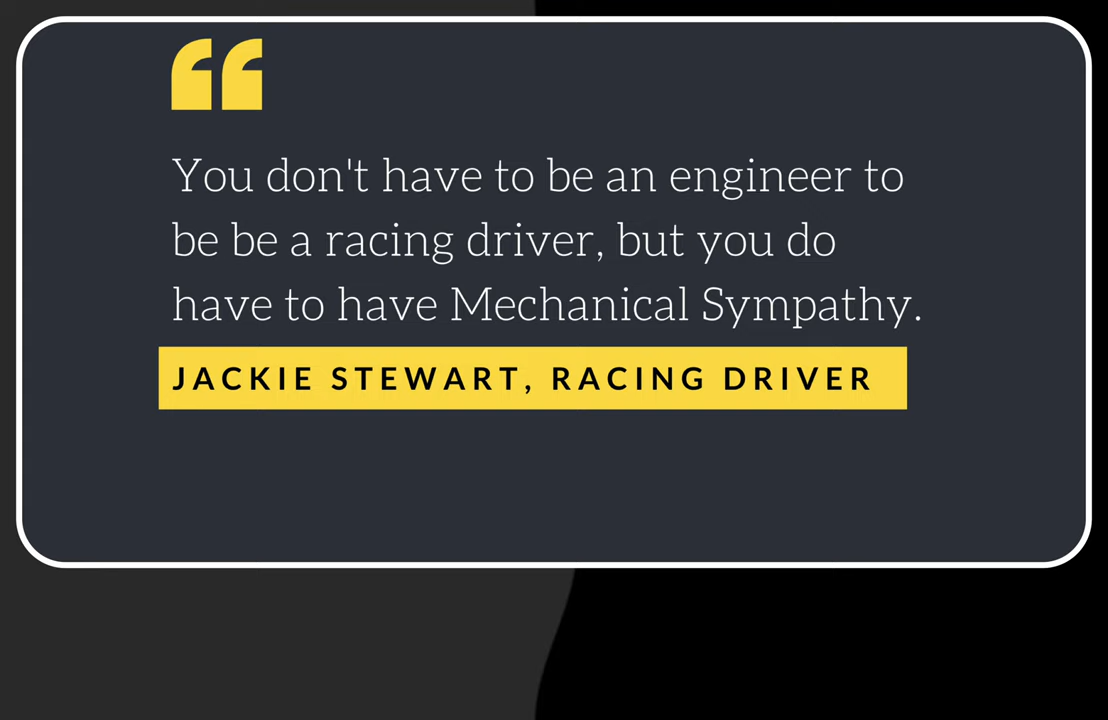 You don't have to be an engineer to
be be a racing driver, but you do
have to have Mechanical Sympathy.
JACKIE STEWART, RACING DRIVER